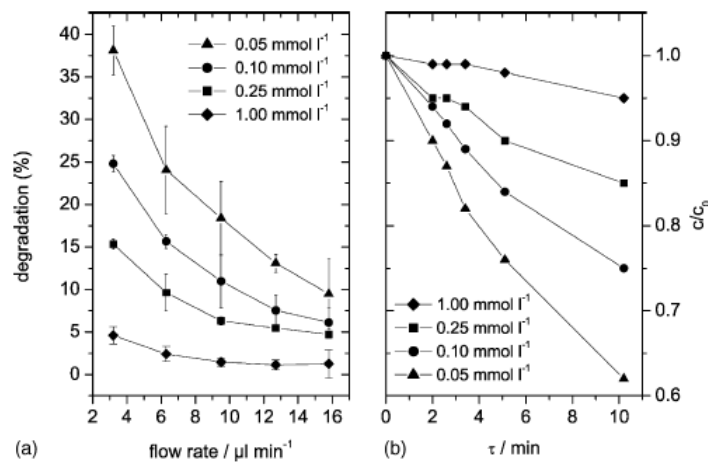 40
35
30
25
20
15
10
5
0
degradation (%)
0.05 mmol l⁻¹
0.10 mmol l⁻¹
0.25 mmol l⁻¹
1.00 mmol l⁻¹
2 4 6 8 10 12 14 16
(a) flow rate / µl min⁻¹
1.0
0.9
0.8
0.7
0.6
c/c₀
1.00 mmol l⁻¹
0.25 mmol l⁻¹
0.10 mmol l⁻¹
0.05 mmol l⁻¹
0 2 4 6 8 10
(b) τ / min